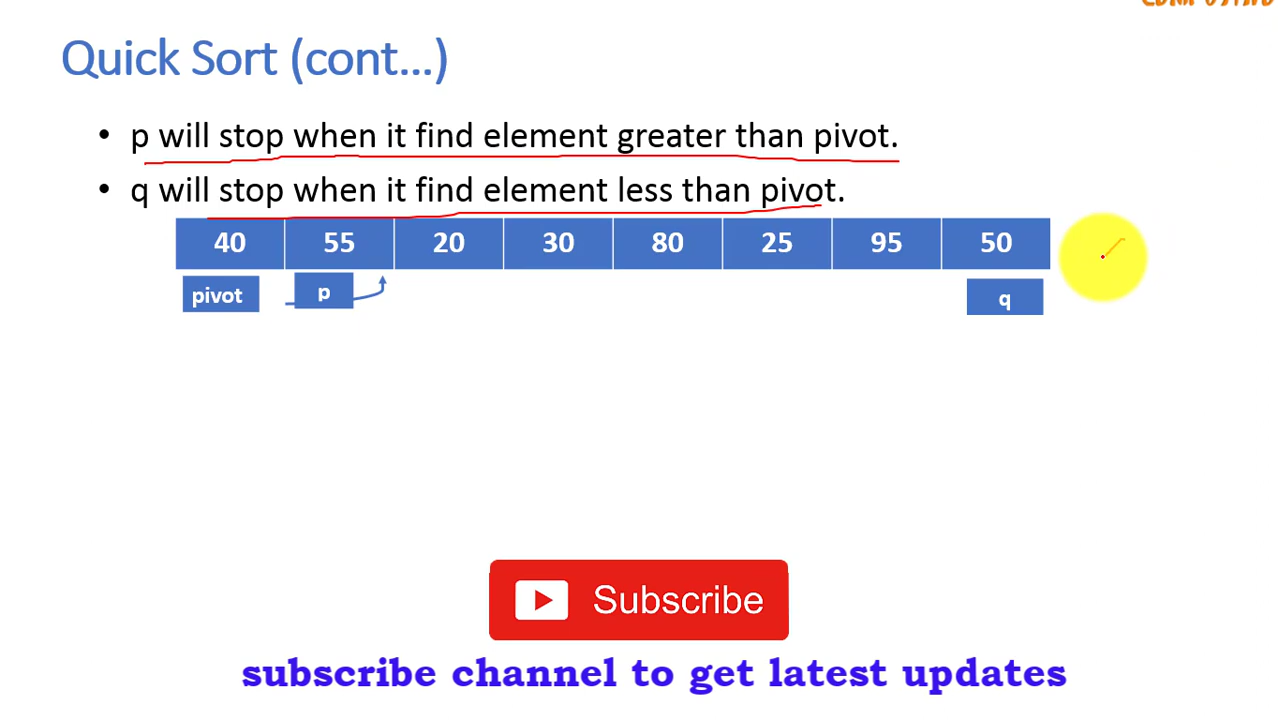 Quick Sort (cont...)
• p will stop when it find element greater than pivot.
• q will stop when it find element less than pivot.
40 55 20 30 80 25 95 50
pivot p q
Subscribe
subscribe channel to get latest updates